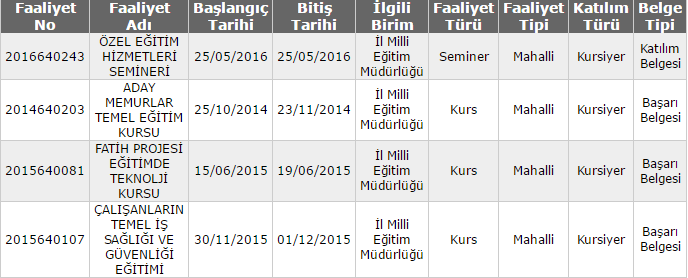 Faaliyet No Faaliyet Adı Başlangıç Tarihi Bitiş Tarihi İlgili Birim Faaliyet Türü Faaliyet Tipi Katılım Türü Belge Tipi
2016640243 ÖZEL EĞİTİM HİZMETLERİ SEMİNERİ 25/05/2016 25/05/2016 İl Milli Eğitim Müdürlüğü Seminer Mahalli Kursiyer Katılım Belgesi
2014640203 ADAY MEMURLAR TEMEL EĞİTİM KURSU 25/10/2014 23/11/2014 İl Milli Eğitim Müdürlüğü Kurs Mahalli Kursiyer Başarı Belgesi
2015640081 FATİH PROJESİ EĞİTİMDE TEKNOLJİ KURSU 15/06/2015 19/06/2015 İl Milli Eğitim Müdürlüğü Kurs Mahalli Kursiyer Başarı Belgesi
2015640107 ÇALIŞANLARIN TEMEL İŞ SAĞLIĞI VE GÜVENLİĞİ EĞİTİMİ 30/11/2015 01/12/2015 İl Milli Eğitim Müdürlüğü Kurs Mahalli Kursiyer Başarı Belgesi